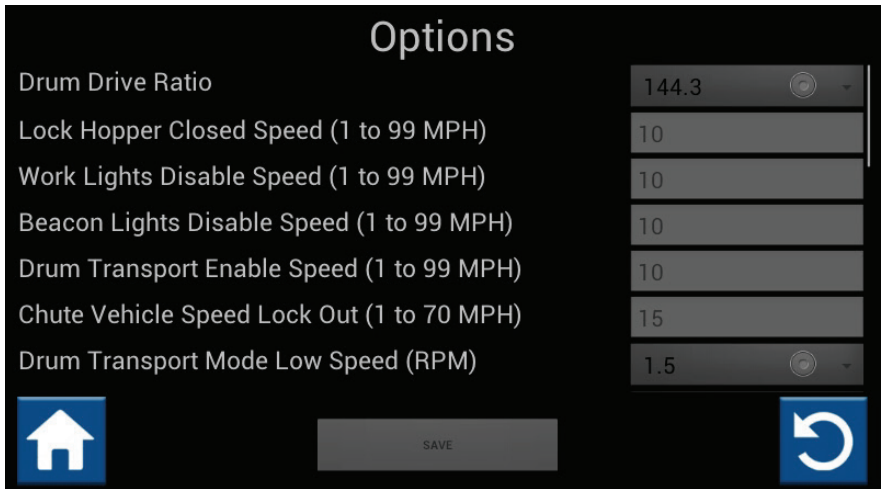 Options
Drum Drive Ratio 144.3
Lock Hopper Closed Speed (1 to 99 MPH) 10
Work Lights Disable Speed (1 to 99 MPH) 10
Beacon Lights Disable Speed (1 to 99 MPH) 10
Drum Transport Enable Speed (1 to 99 MPH) 10
Chute Vehicle Speed Lock Out (1 to 70 MPH) 15
Drum Transport Mode Low Speed (RPM) 1.5
SAVE